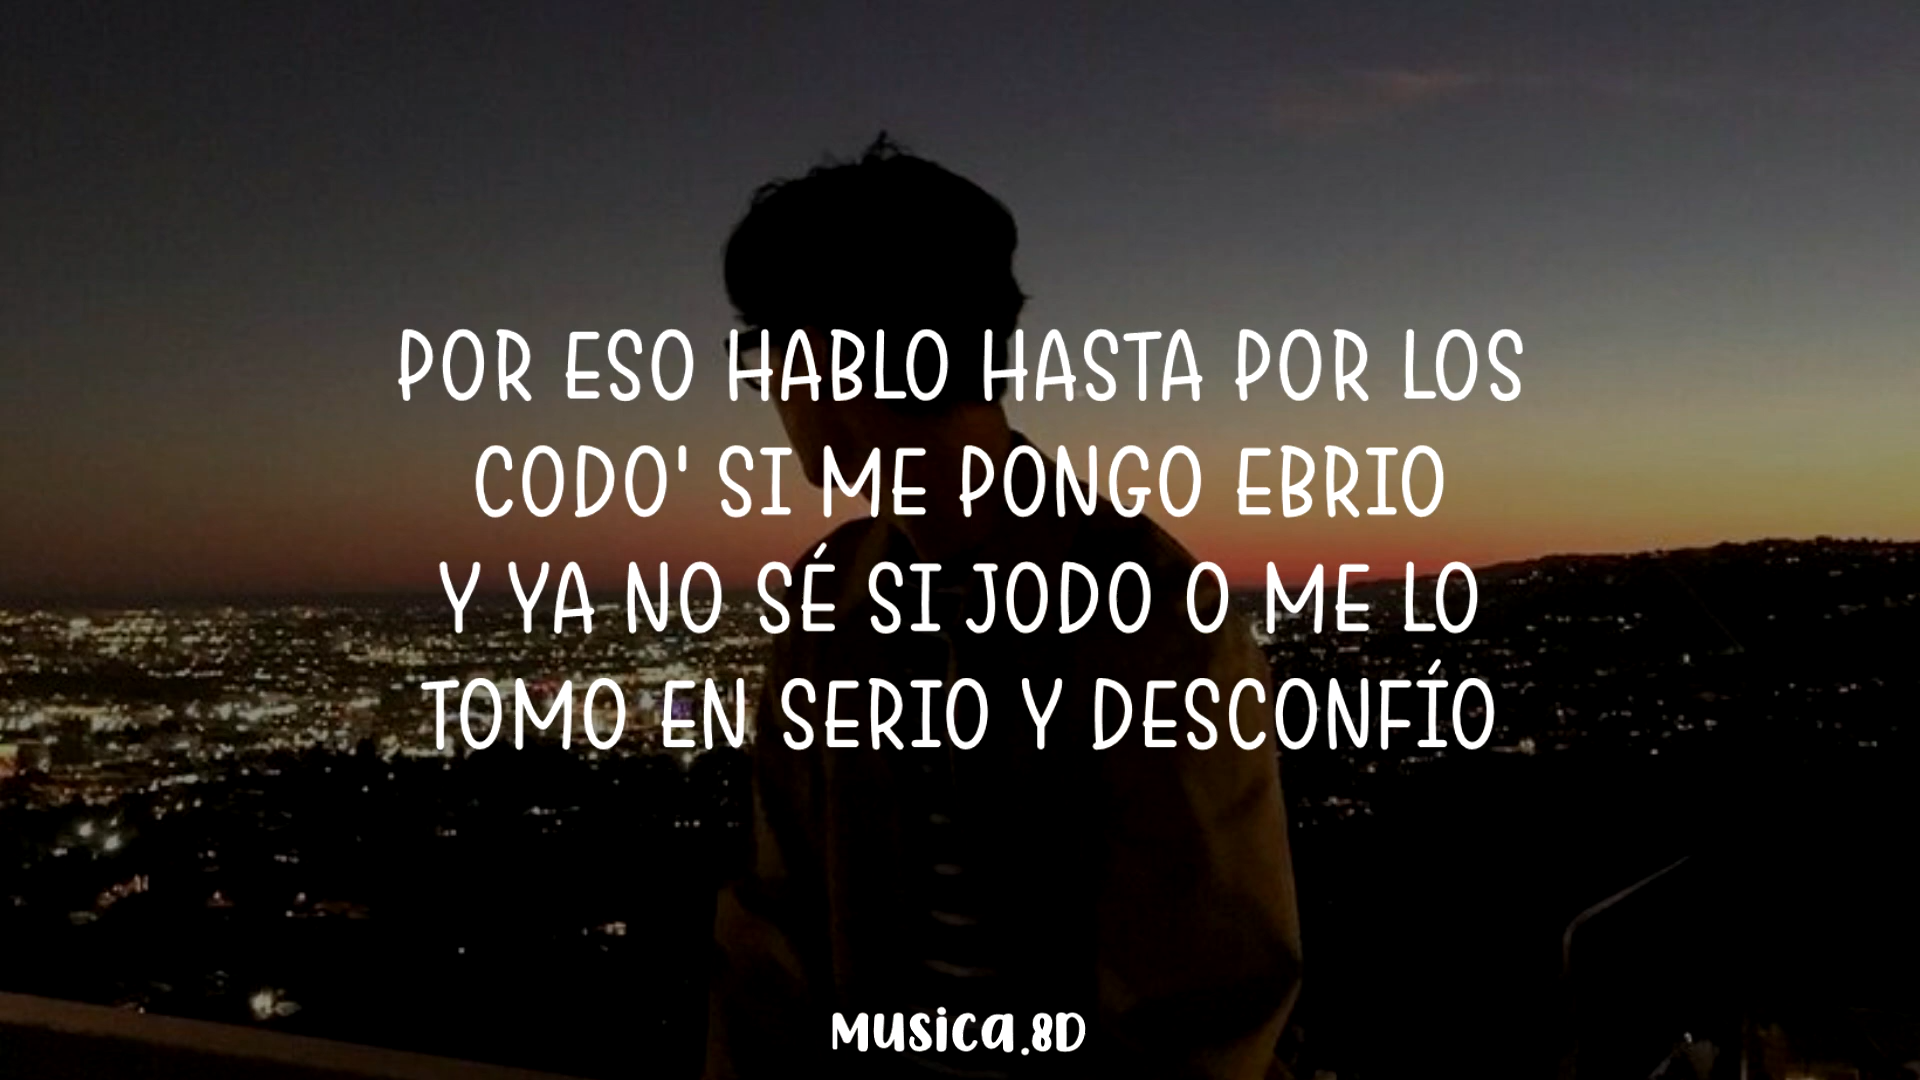 POR ESO HABLO HASTA POR LOS
CODO' SI ME PONGO EBRIO
Y YA NO SÉ SI JODO O ME LO
TOMO EN SERIO Y DESCONFÍO
MUSICA.8D